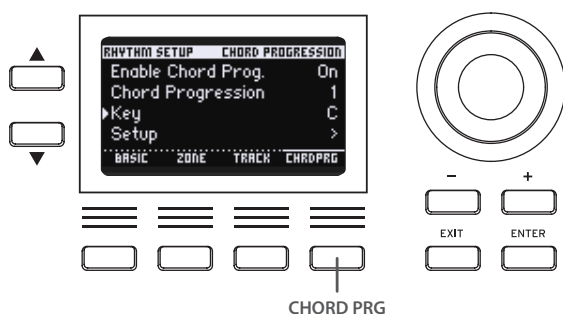 RHYTHM SETUP CHORD PROGRESSION
Enable Chord Prog. On
Chord Progression 1
Key C
Setup >
BASIC ZONE TRACK CHRDPRG
- +
EXIT ENTER
CHORD PRG